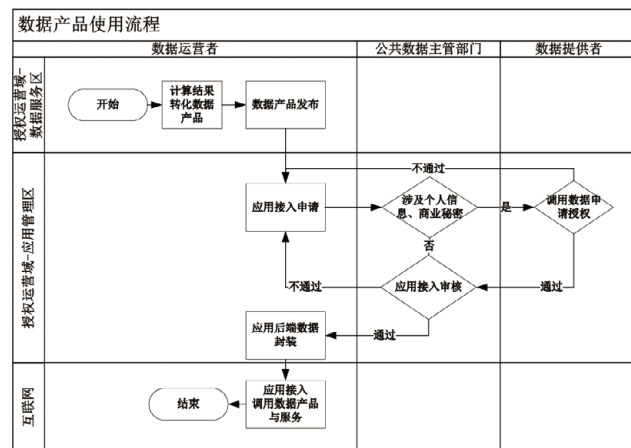 数据产品使用流程
数据运营者
公共数据主管部门
数据提供者
授权运营域-
数据服务区
开始
计算结果
转化数据
产品
数据产品发布
授权运营域-应用管理区
不通过
应用接入申请
涉及个人信
息、商业秘密
是
调用数据申
请授权
否
不通过
应用接入审核
通过
应用后端数据
封装
通过
互联网
结束
应用接入
调用数据产品
与服务